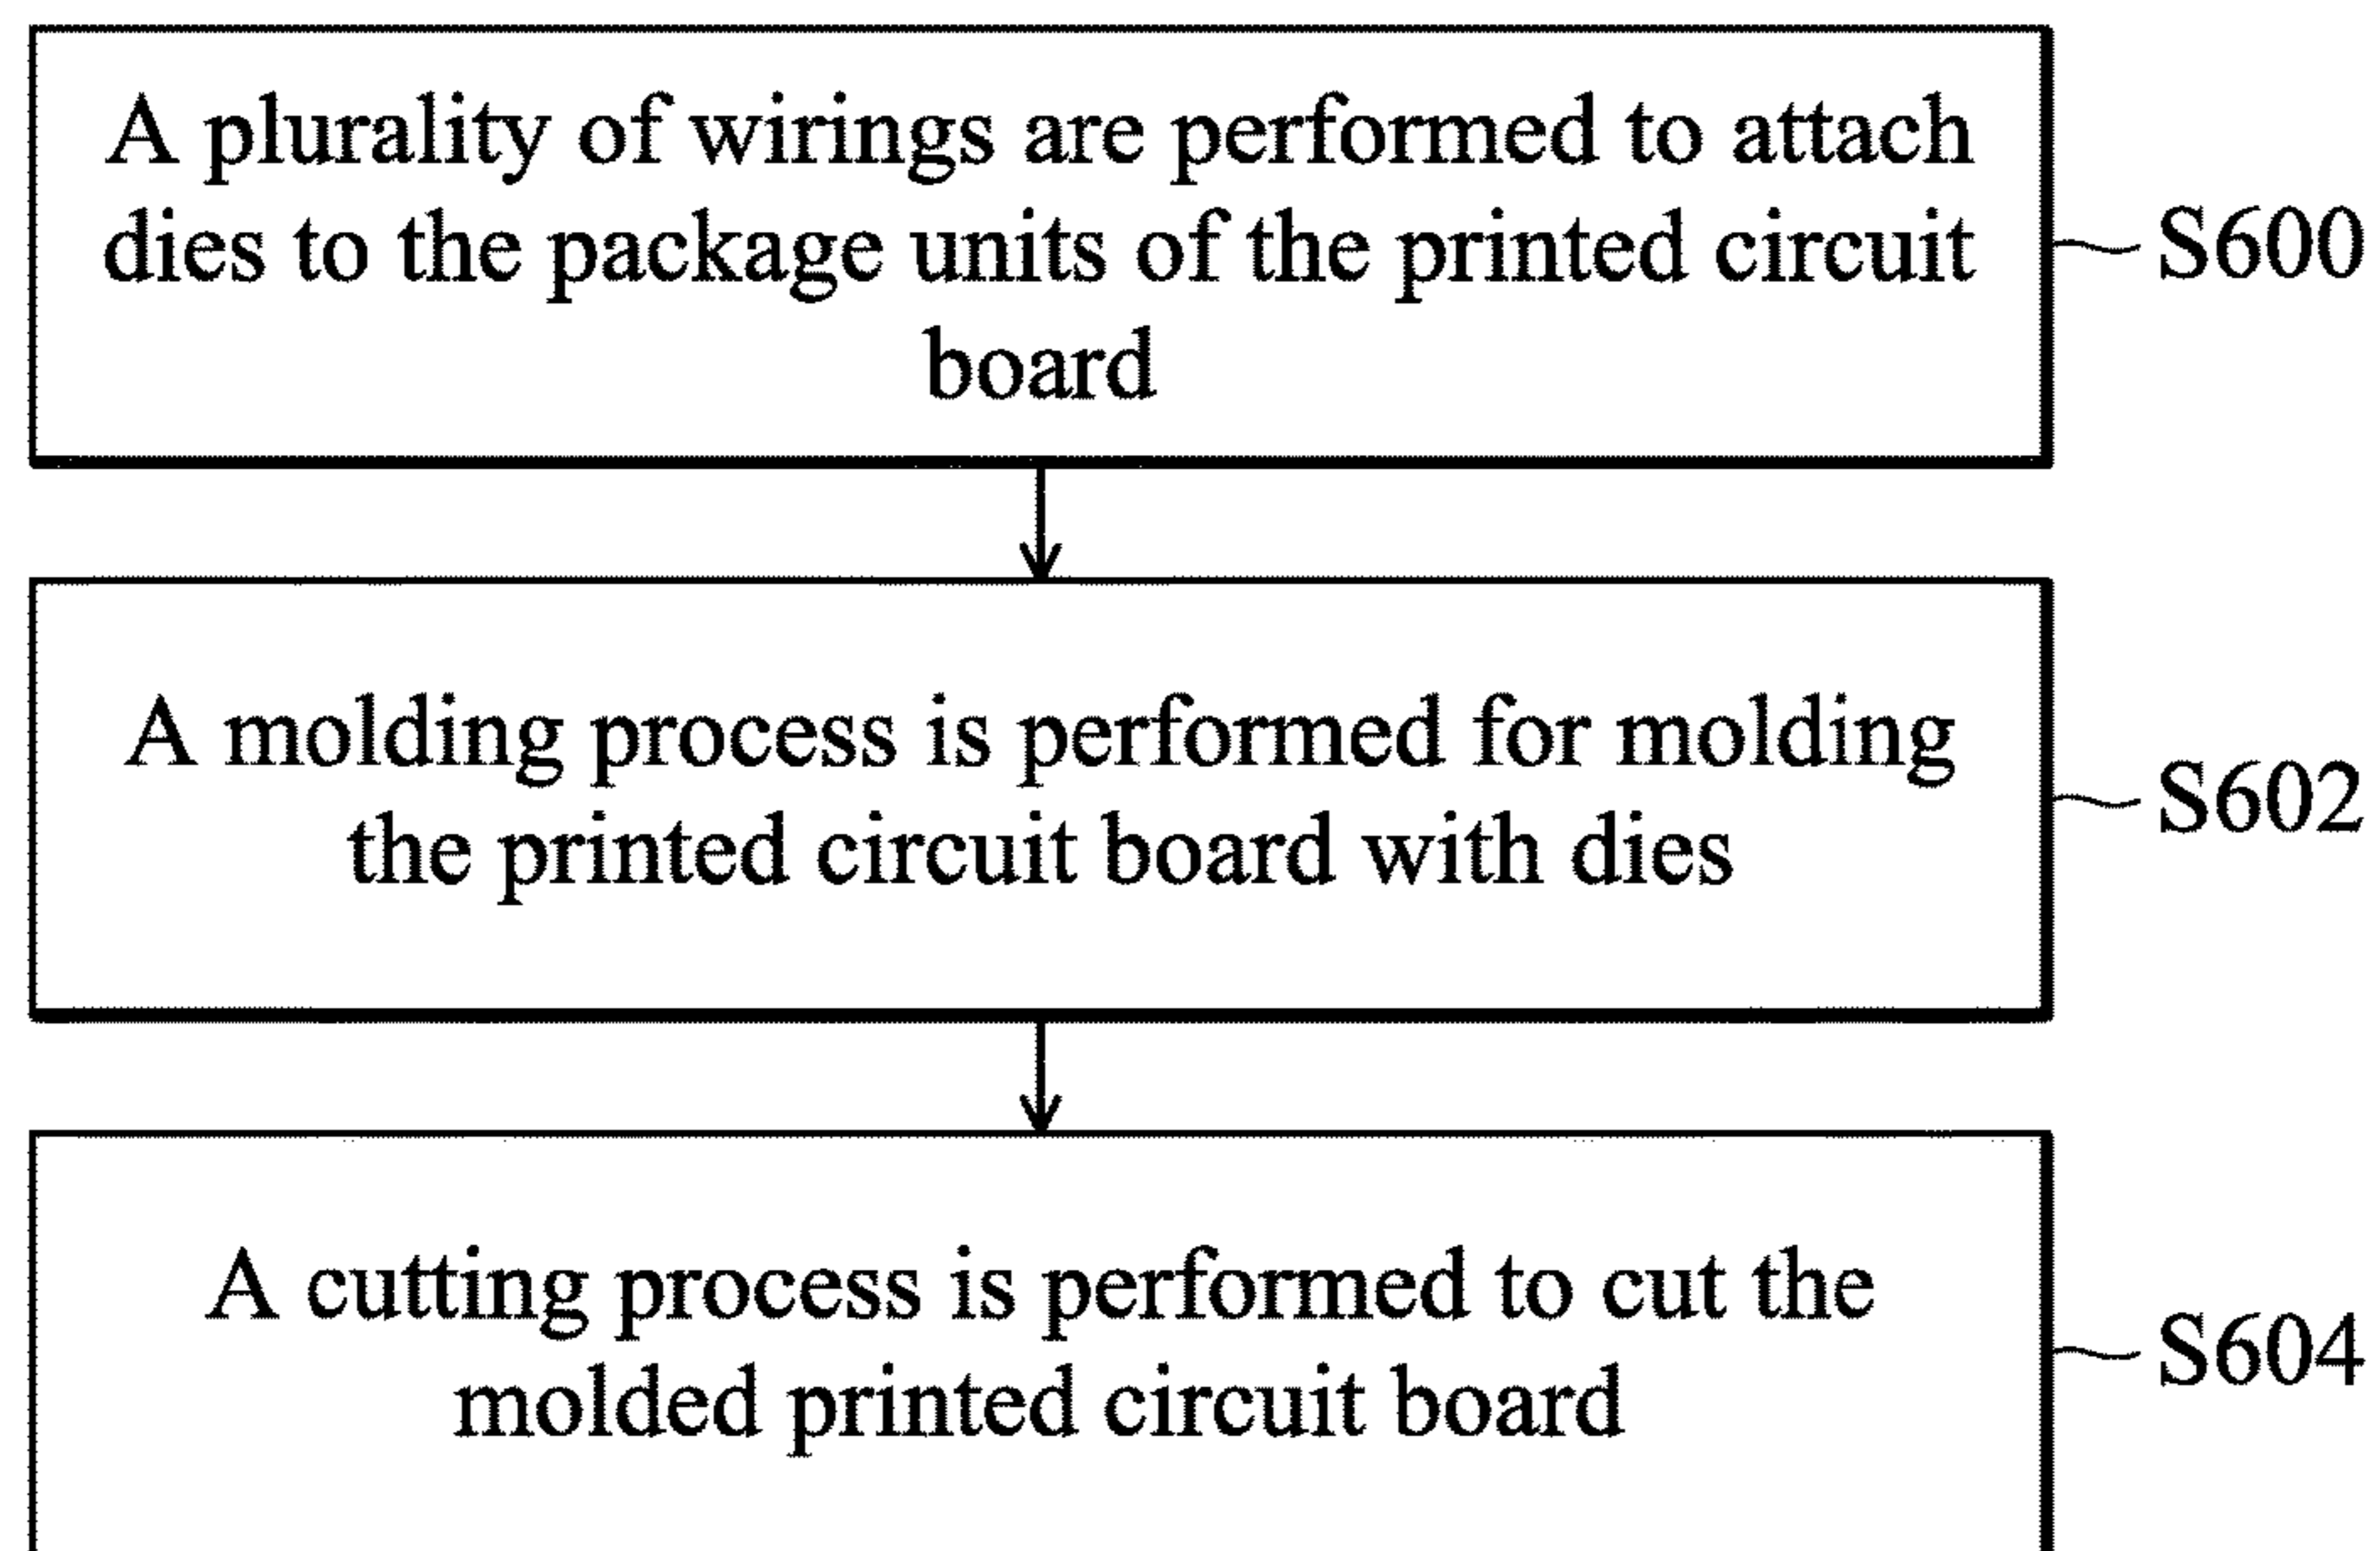 A plurality of wirings are performed to attach
dies to the package units of the printed circuit
board
S600
A molding process is performed for molding
the printed circuit board with dies
S602
A cutting process is performed to cut the
molded printed circuit board
S604